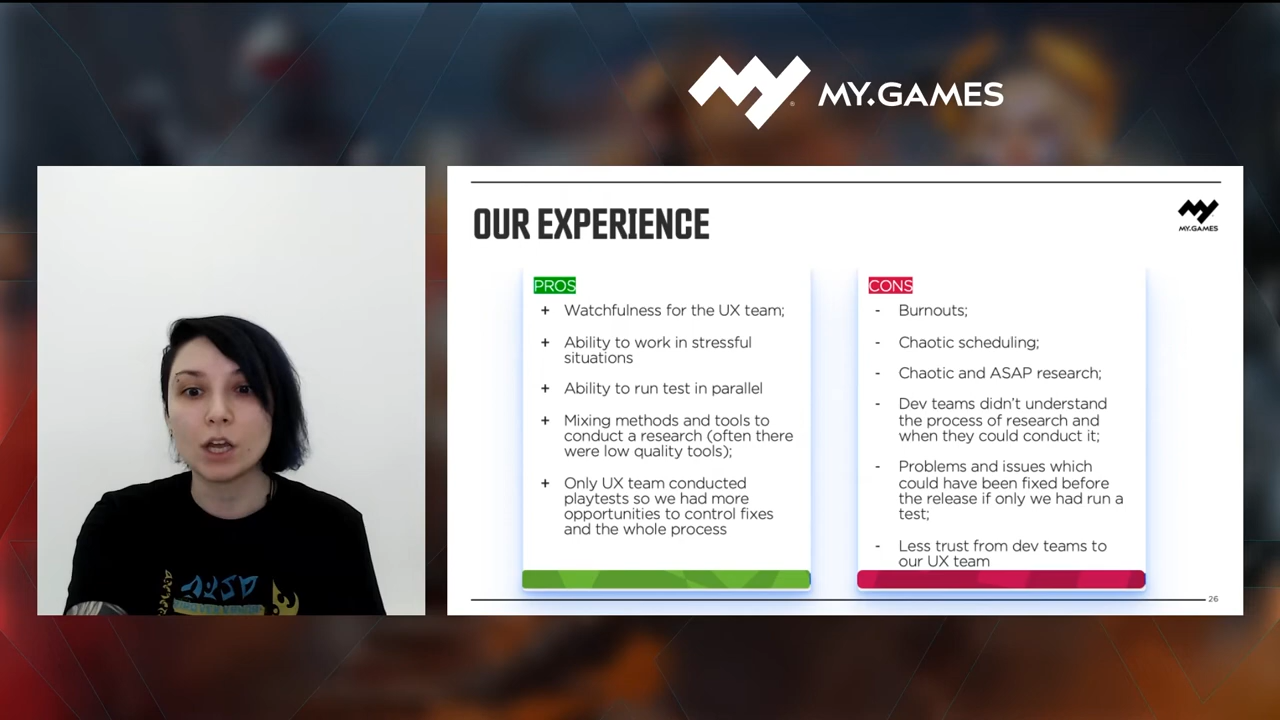 MY.GAMES
OUR EXPERIENCE
MY.GAMES
PROS
+ Watchfulness for the UX team;
+ Ability to work in stressful
situations
+ Ability to run test in parallel
+ Mixing methods and tools to
conduct a research (often there
were low quality tools);
+ Only UX team conducted
playtests so we had more
opportunities to control fixes
and the whole process
CONS
- Burnouts;
- Chaotic scheduling;
- Chaotic and ASAP research;
- Dev teams didn’t understand
the process of research and
when they could conduct it;
- Problems and issues which
could have been fixed before
the release if only we had run a
test;
- Less trust from dev teams to
our UX team
26